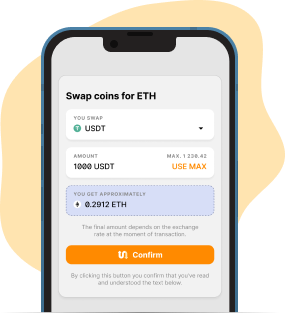 Swap coins for ETH
YOU SWAP
USDT
AMOUNT MAX. 1 236.42
1000 USDT USE MAX
YOU GET APPROXIMATELY
0.2912 ETH
The final amount depends on the exchange
rate at the moment of transaction.
Confirm
By clicking this button you confirm that you've read
and understood the text below.